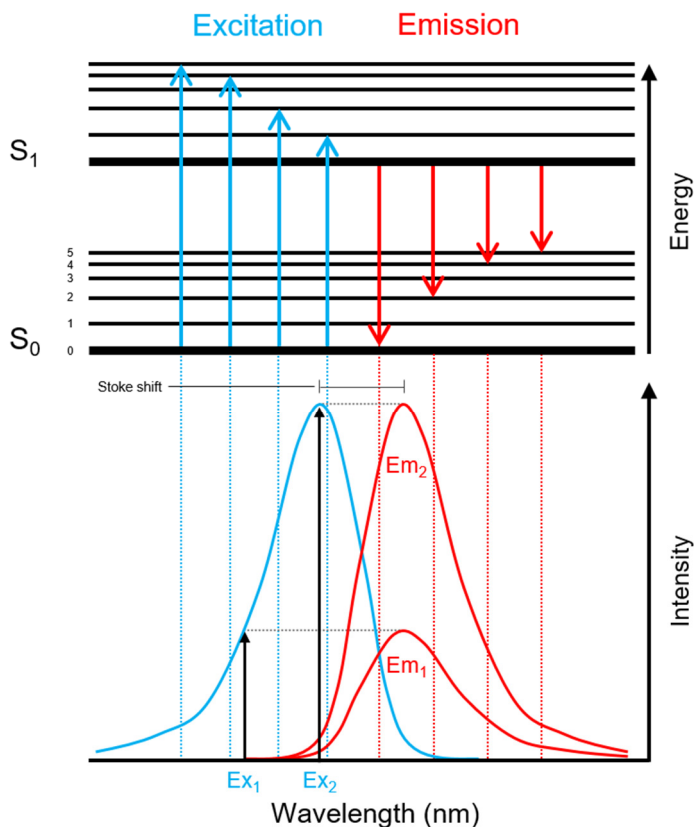 Excitation
Emission
S1
Energy
5
4
3
2
1
S0
0
Stoke shift
Em2
Intensity
Em1
Ex1
Ex2
Wavelength (nm)